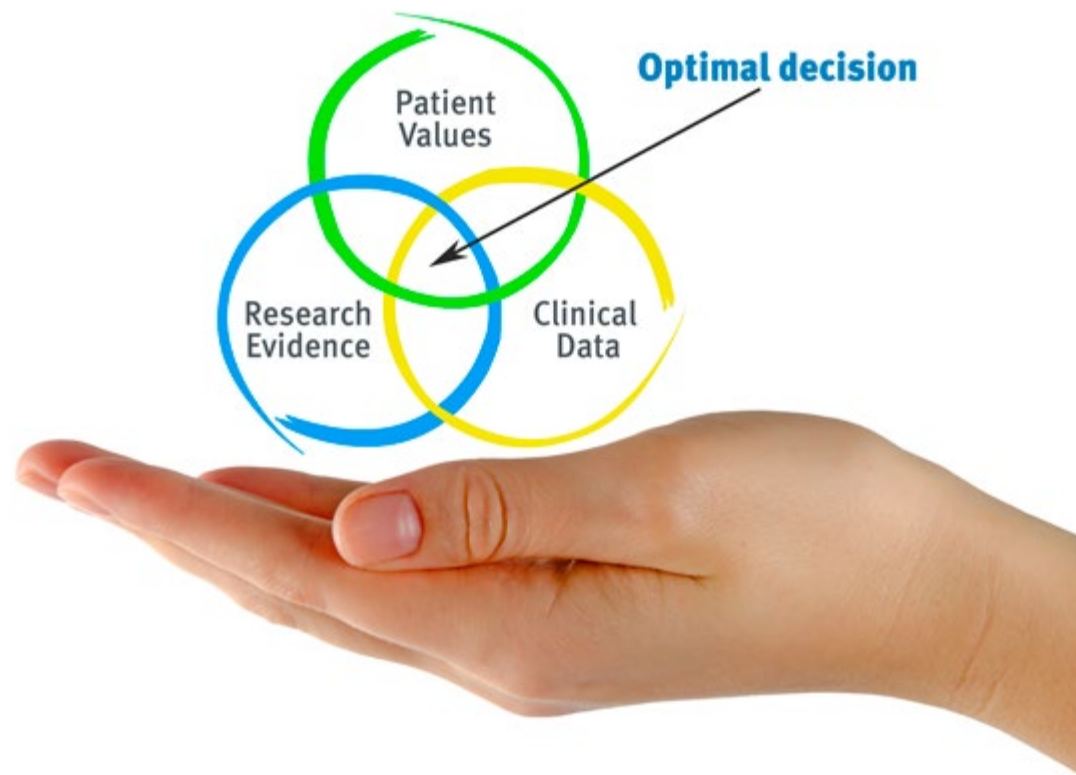 Optimal decision
Patient
Values
Research
Evidence
Clinical
Data